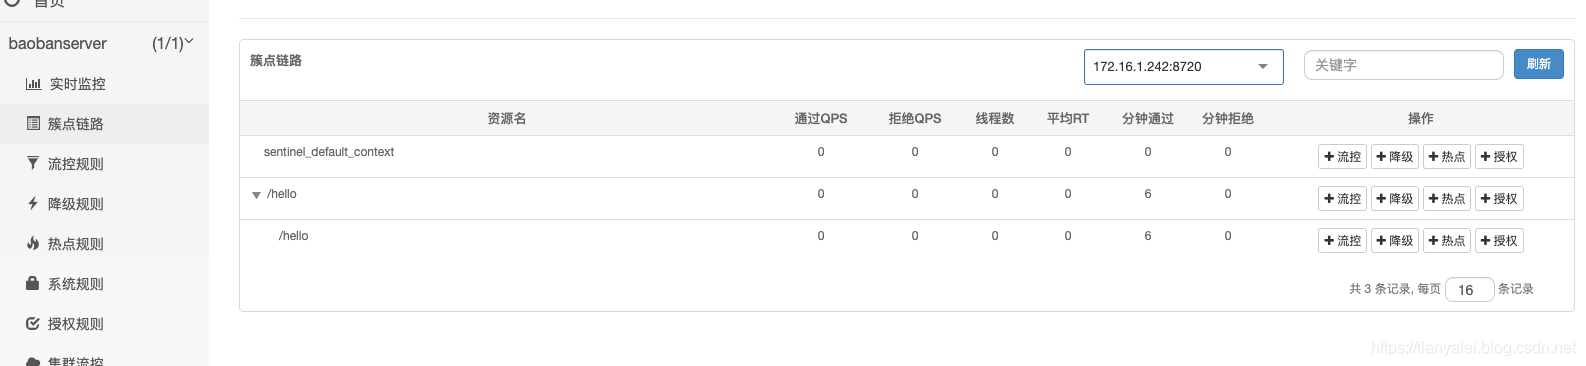 首页
baobanserver (1/1)
实时监控
簇点链路
流控规则
降级规则
热点规则
系统规则
授权规则
集群流控
簇点链路 172.16.1.242:8720 关键字 刷新
资源名 通过QPS 拒绝QPS 线程数 平均RT 分钟通过 分钟拒绝 操作
sentinel_default_context 0 0 0 0 0 0 + 流控 + 降级 + 热点 + 授权
/hello 0 0 0 0 6 0 + 流控 + 降级 + 热点 + 授权
/hello 0 0 0 0 6 0 + 流控 + 降级 + 热点 + 授权
共 3 条记录, 每页 16 条记录
https://tianyalei.blog.csdn.net